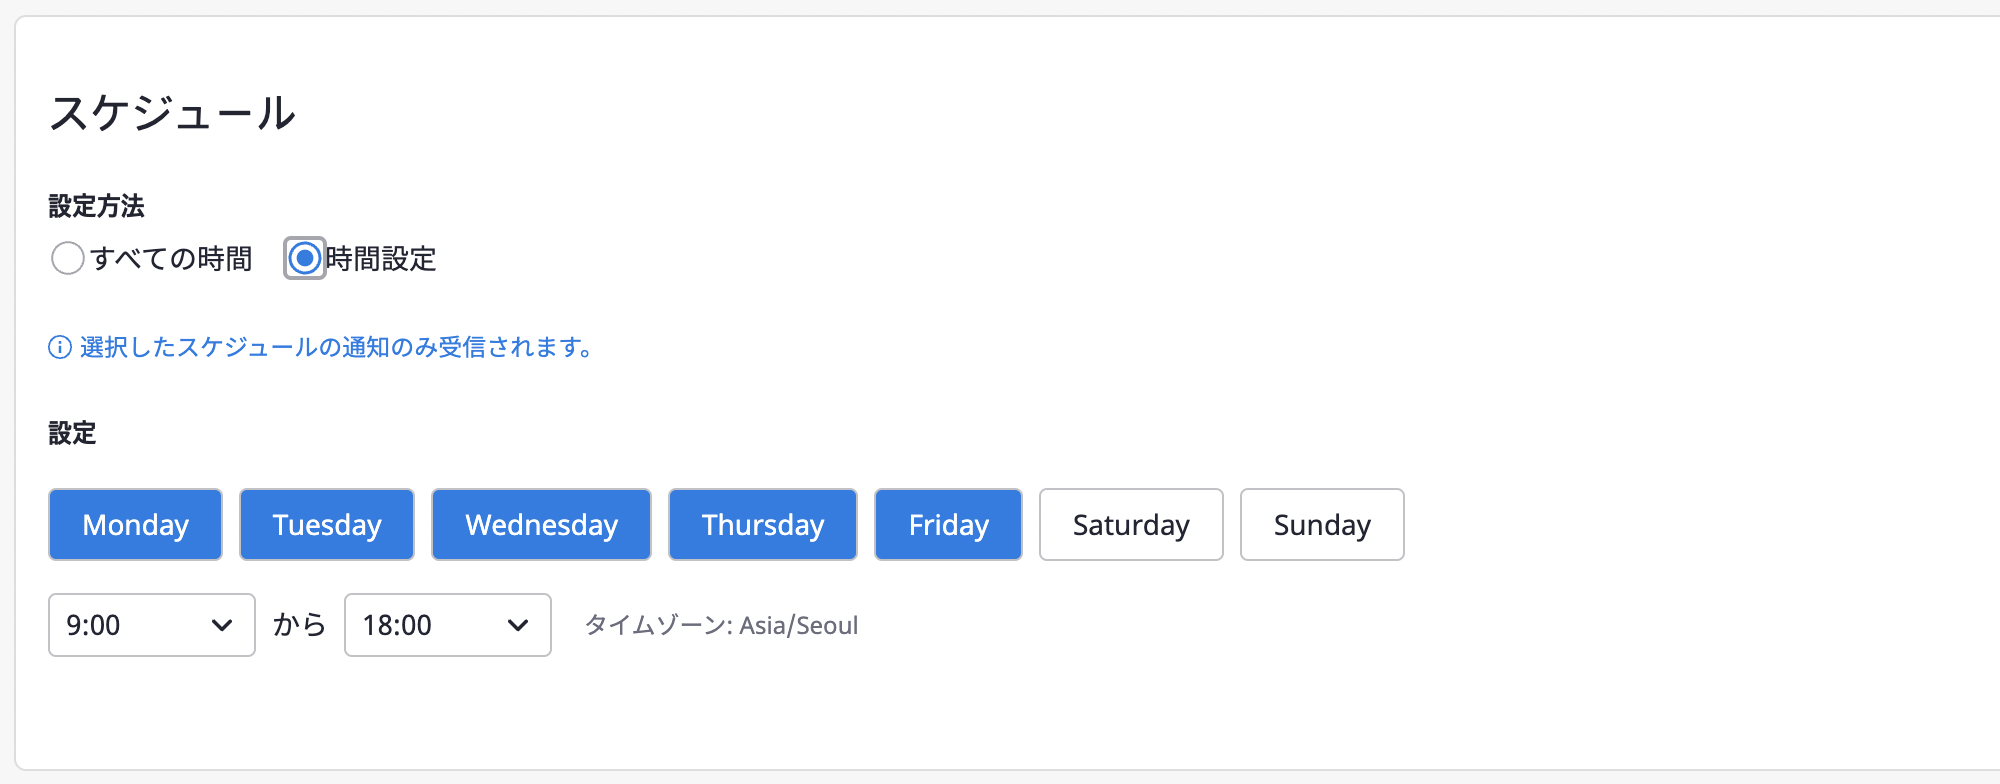 スケジュール
設定方法
すべての時間 時間設定
選択したスケジュールの通知のみ受信されます。
設定
Monday Tuesday Wednesday Thursday Friday Saturday Sunday
9:00 から 18:00 タイムゾーン: Asia/Seoul